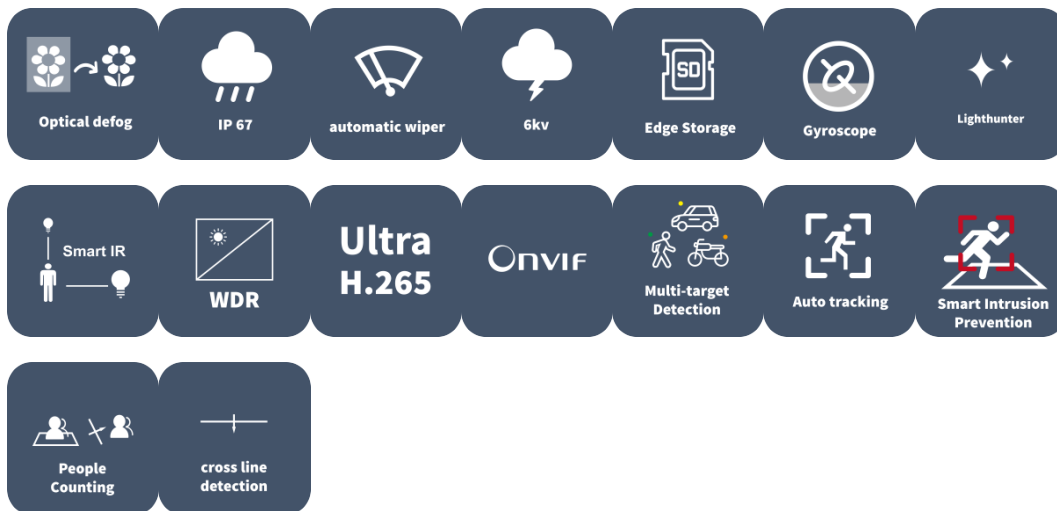 Optical defog
IP 67
automatic wiper
6kv
SD
Edge Storage
Gyroscope
Lighthunter
Smart IR
WDR
Ultra
H.265
ONVIF
Multi-target
Detection
Auto tracking
Smart Intrusion
Prevention
People
Counting
cross line
detection